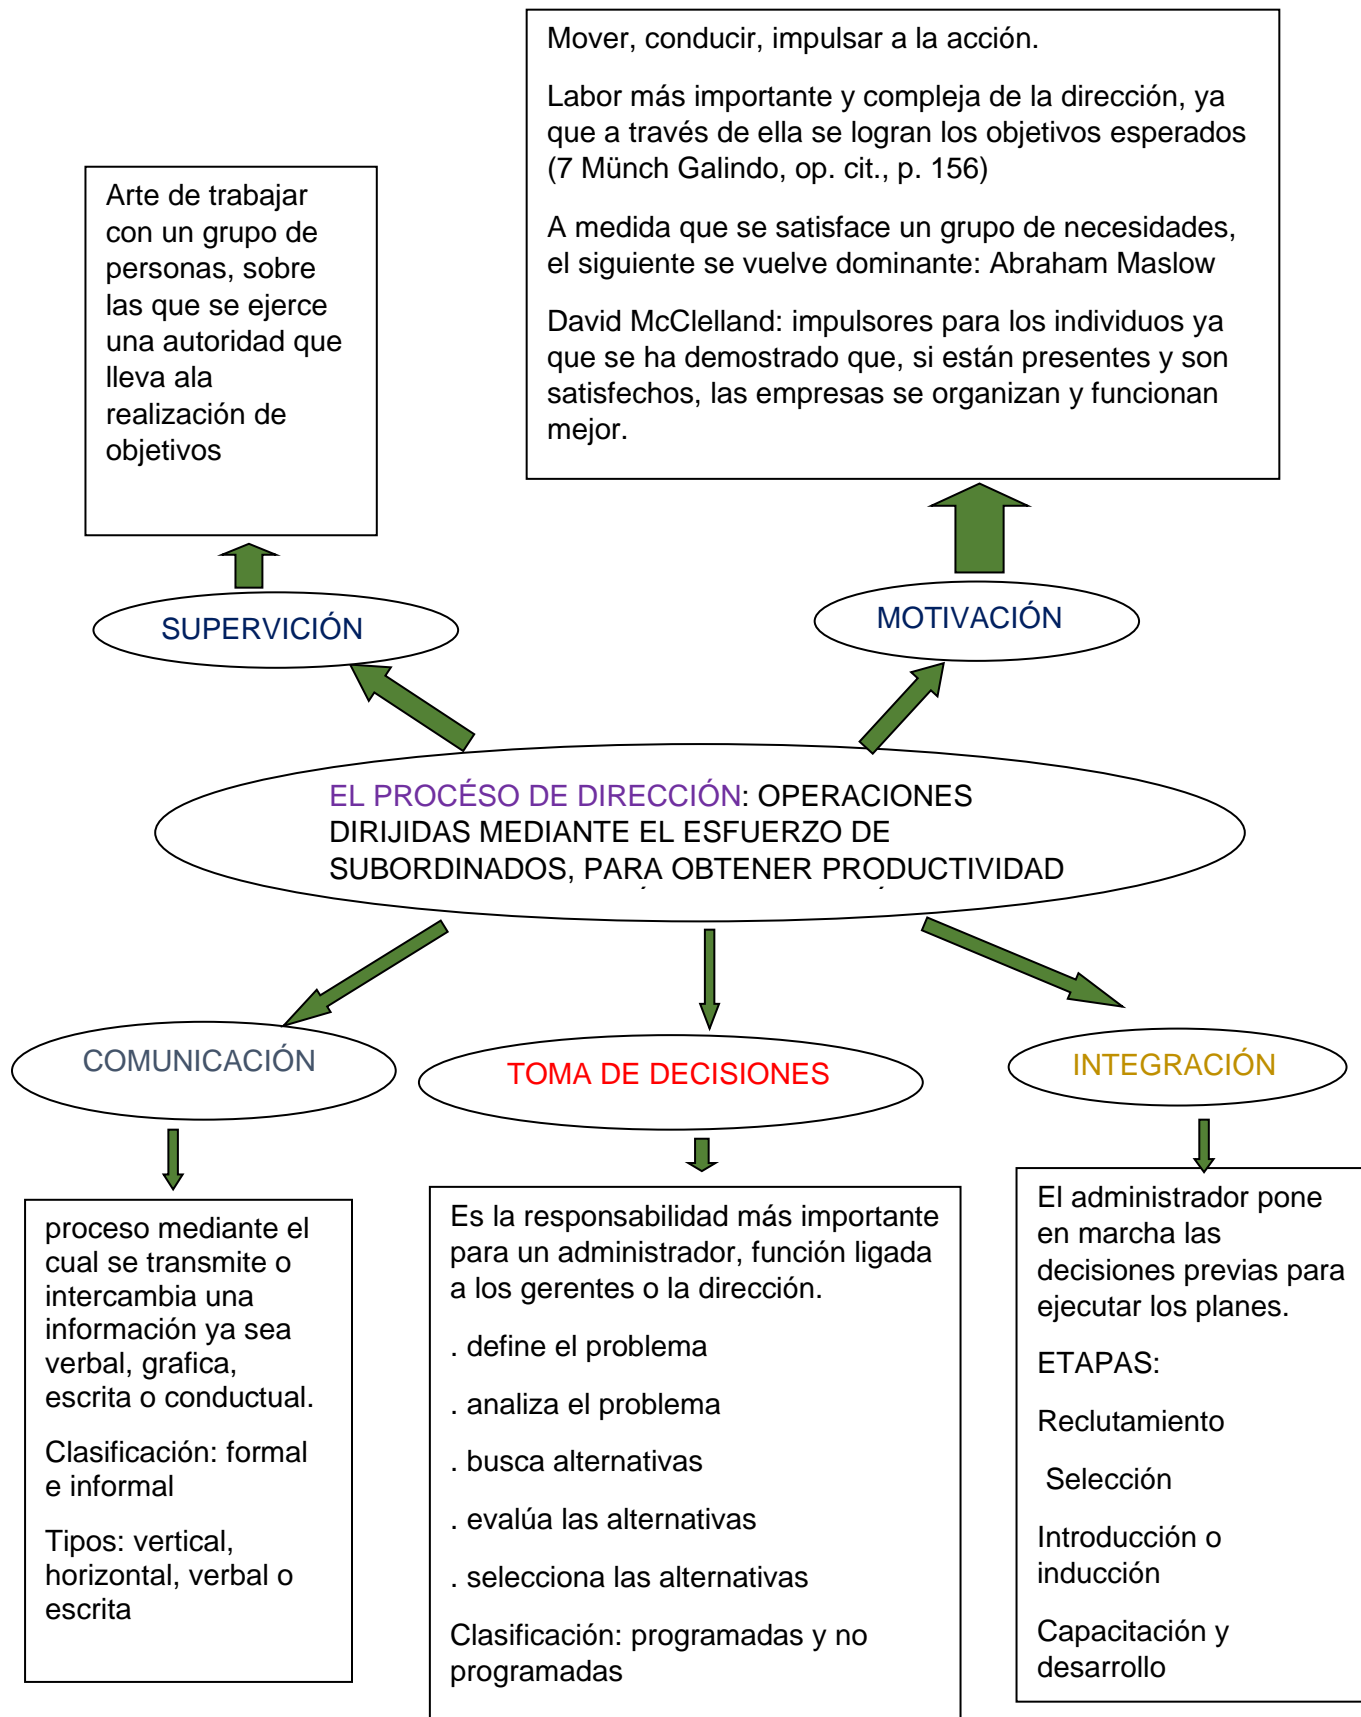 Mover, conducir, impulsar a la acción.
Labor más importante y compleja de la dirección, ya
que a través de ella se logran los objetivos esperados
(7 Münch Galindo, op. cit., p. 156)
A medida que se satisface un grupo de necesidades,
el siguiente se vuelve dominante: Abraham Maslow
David McClelland: impulsores para los individuos ya
que se ha demostrado que, si están presentes y son
satisfechos, las empresas se organizan y funcionan
mejor.
Arte de trabajar
con un grupo de
personas, sobre
las que se ejerce
una autoridad que
lleva ala
realización de
objetivos
SUPERVICIÓN
MOTIVACIÓN
EL PROCÉSO DE DIRECCIÓN: OPERACIONES
DIRIJIDAS MEDIANTE EL ESFUERZO DE
SUBORDINADOS, PARA OBTENER PRODUCTIVIDAD
COMUNICACIÓN
TOMA DE DECISIONES
INTEGRACIÓN
proceso mediante el
cual se transmite o
intercambia una
información ya sea
verbal, grafica,
escrita o conductual.
Clasificación: formal
e informal
Tipos: vertical,
horizontal, verbal o
escrita
Es la responsabilidad más importante
para un administrador, función ligada
a los gerentes o la dirección.
. define el problema
. analiza el problema
. busca alternativas
. evalúa las alternativas
. selecciona las alternativas
Clasificación: programadas y no
programadas
El administrador pone
en marcha las
decisiones previas para
ejecutar los planes.
ETAPAS:
Reclutamiento
Selección
Introducción o
inducción
Capacitación y
desarrollo